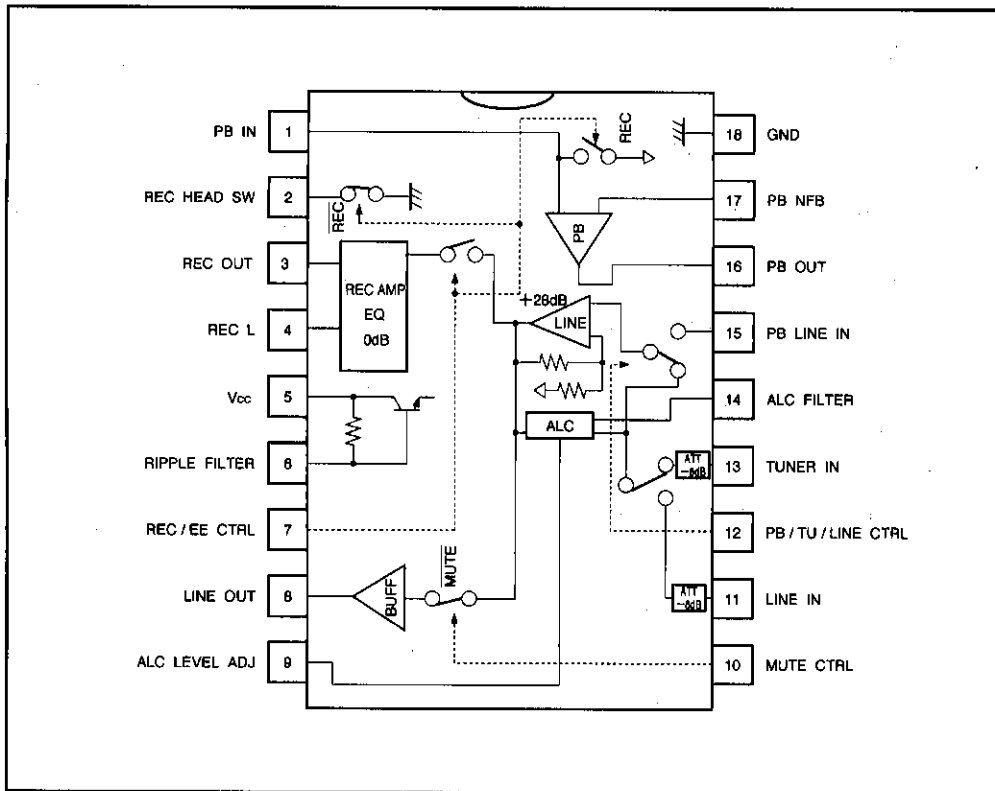 PB IN 1
REC HEAD SW 2
REC OUT 3
REC L 4
Vcc 5
RIPPLE FILTER 6
REC / EE CTRL 7
LINE OUT 8
ALC LEVEL ADJ 9
REC
REC
REC AMP
EQ
0dB
PB
+28dB
LINE
ALC
ATT
-8dB
ATT
-8dB
MUTE
BUFF
18 GND
17 PB NFB
16 PB OUT
15 PB LINE IN
14 ALC FILTER
13 TUNER IN
12 PB / TU / LINE CTRL
11 LINE IN
10 MUTE CTRL